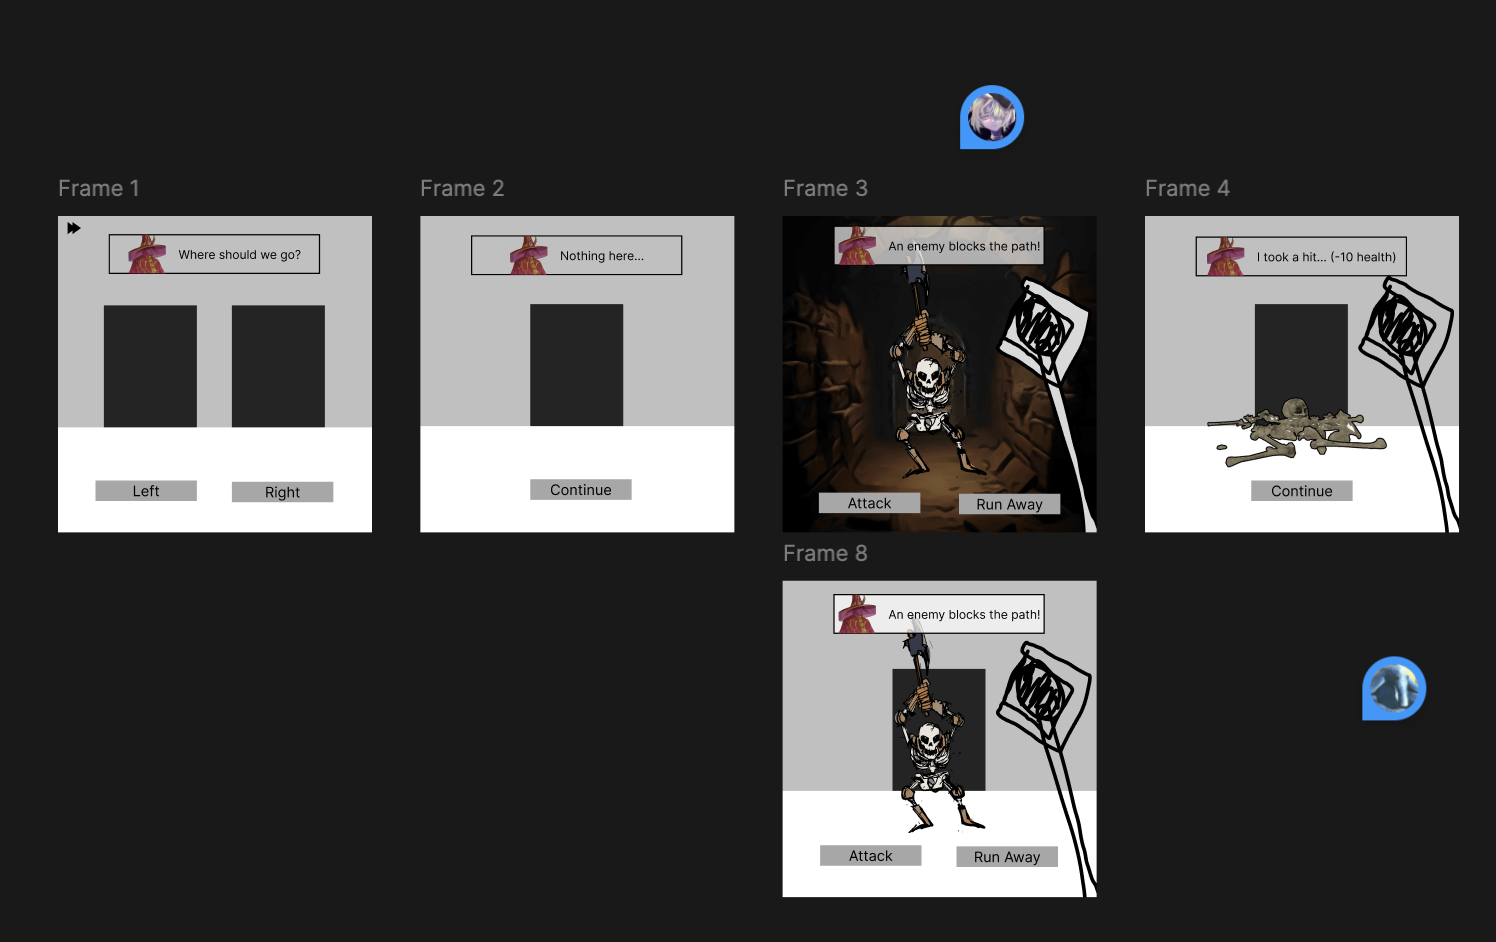 Frame 1
Where should we go?
Left
Right
Frame 2
Nothing here...
Continue
Frame 3
An enemy blocks the path!
Attack
Run Away
Frame 4
I took a hit... (-10 health)
Continue
Frame 8
An enemy blocks the path!
Attack
Run Away